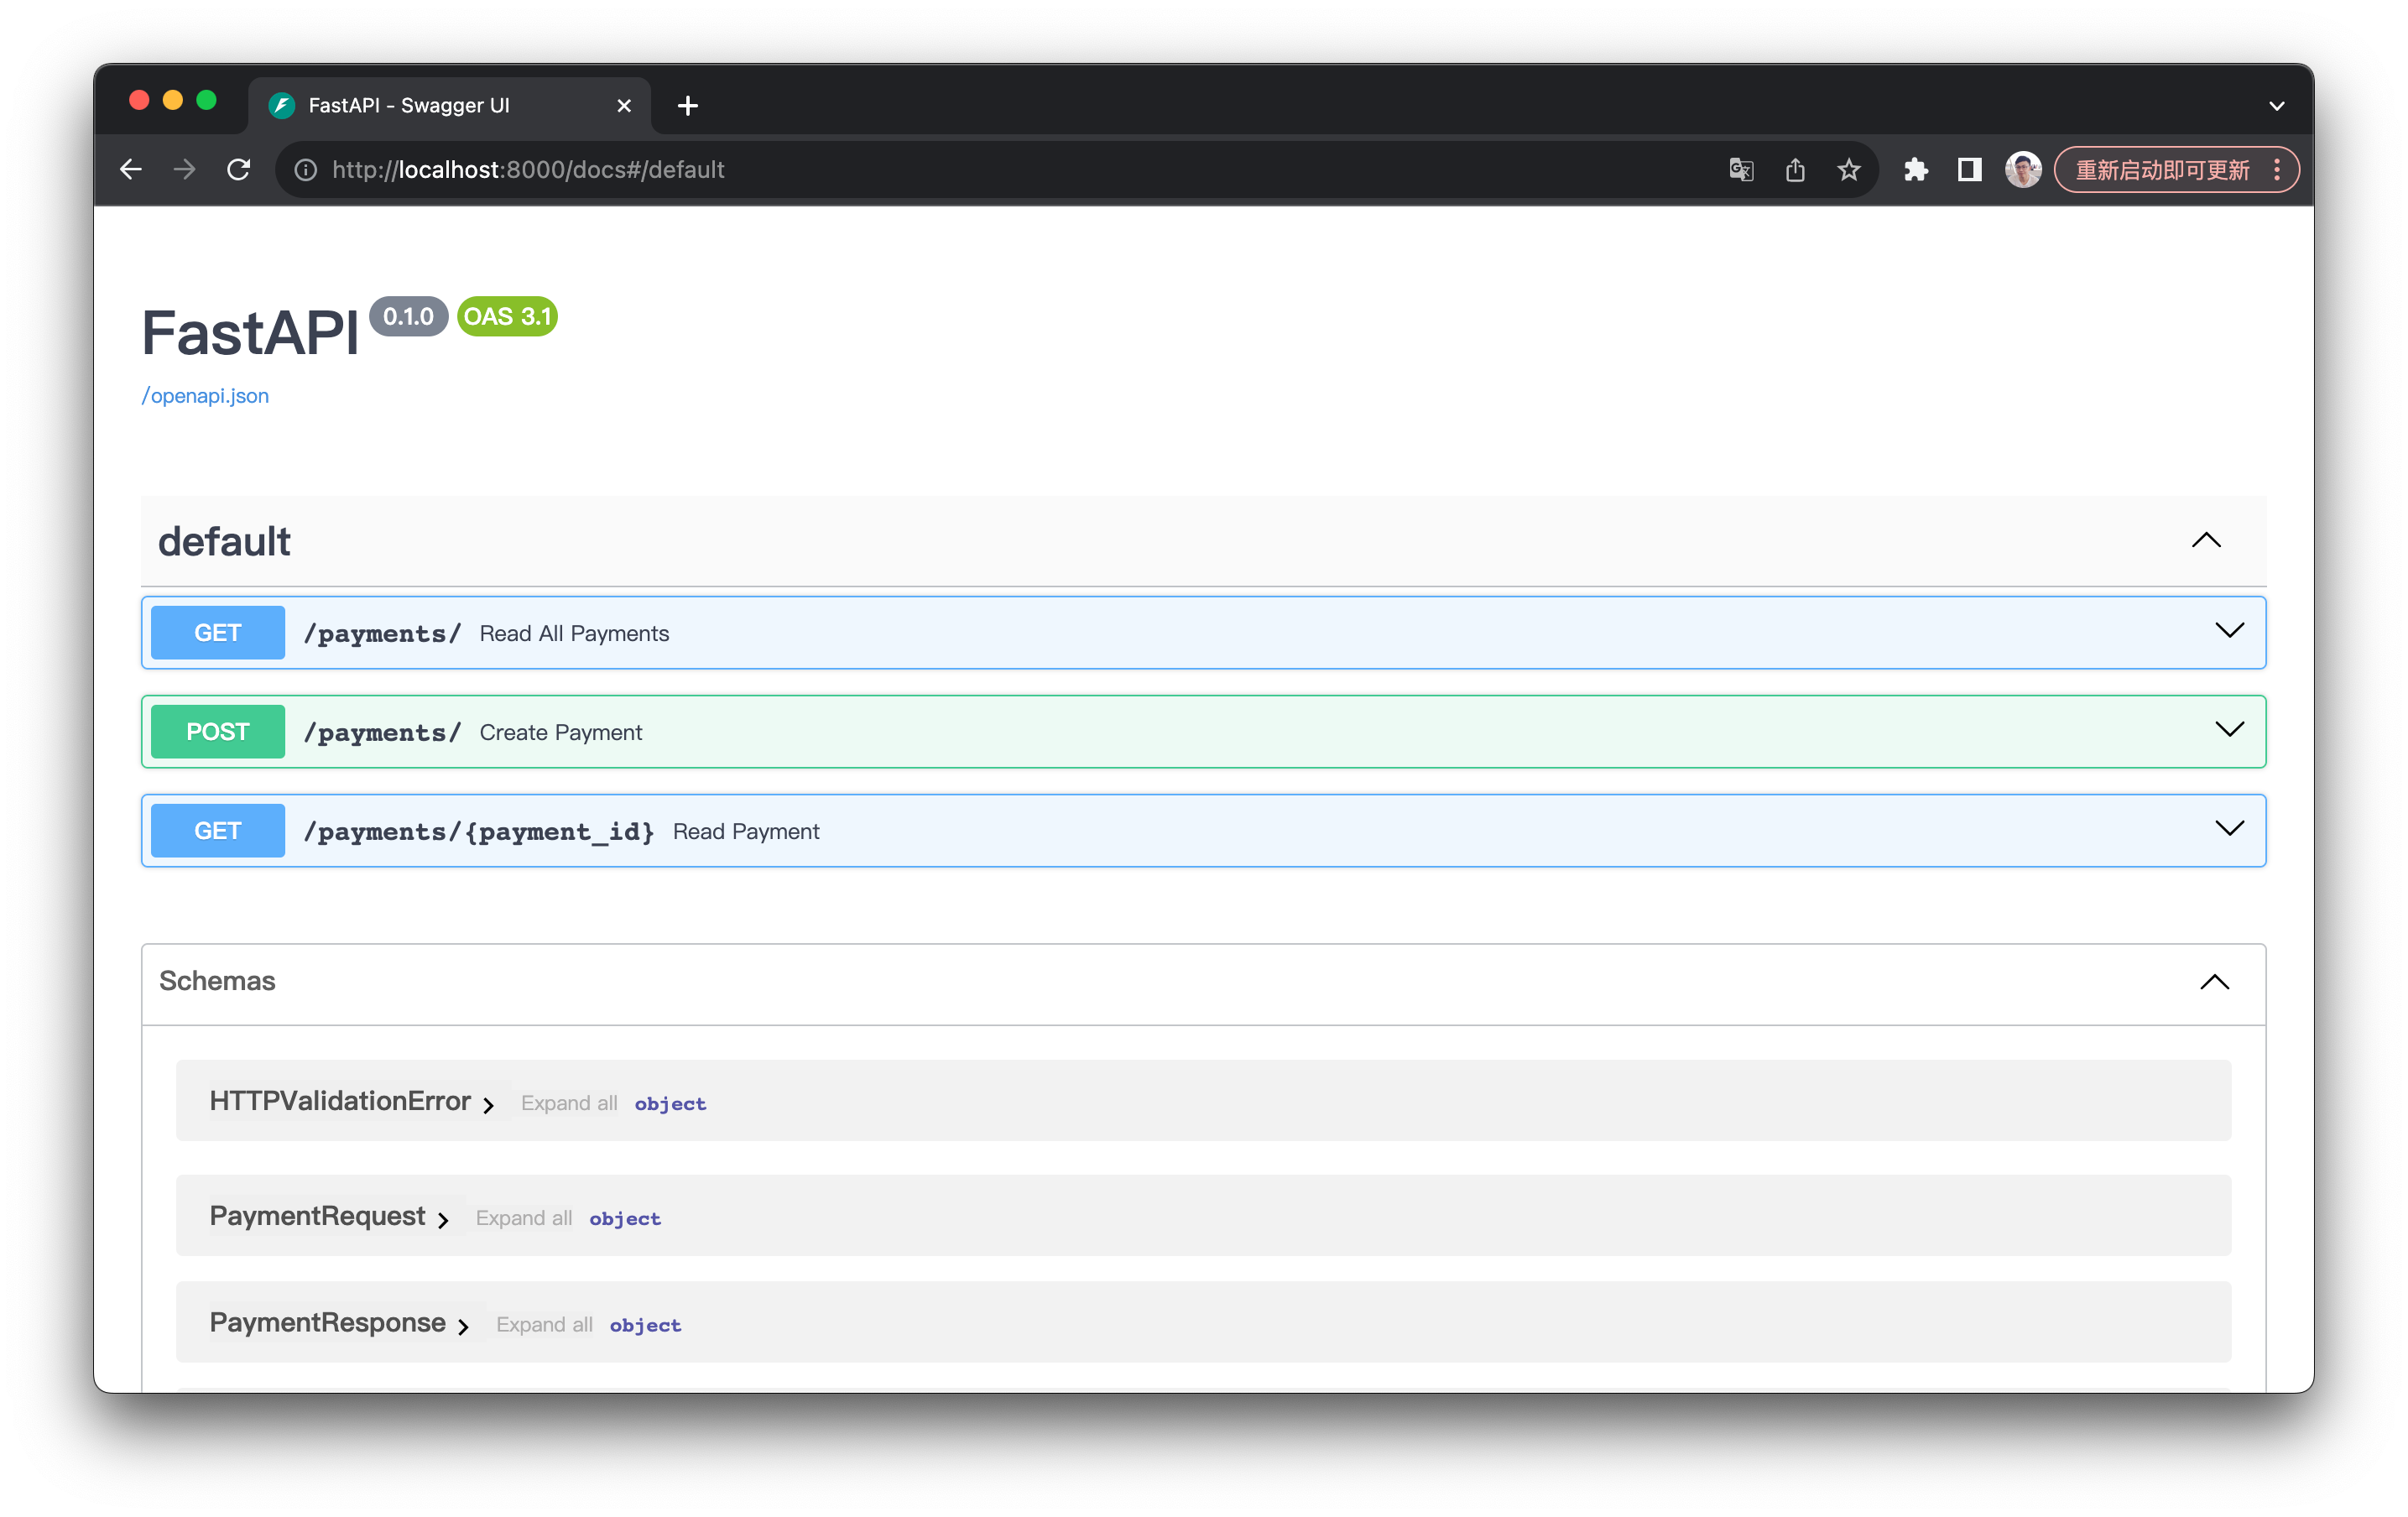 FastAPI - Swagger UI
http://localhost:8000/docs#/default
重新启动即可更新
FastAPI 0.1.0 OAS 3.1
/openapi.json
default
GET /payments/ Read All Payments
POST /payments/ Create Payment
GET /payments/{payment_id} Read Payment
Schemas
HTTPValidationError Expand all object
PaymentRequest Expand all object
PaymentResponse Expand all object